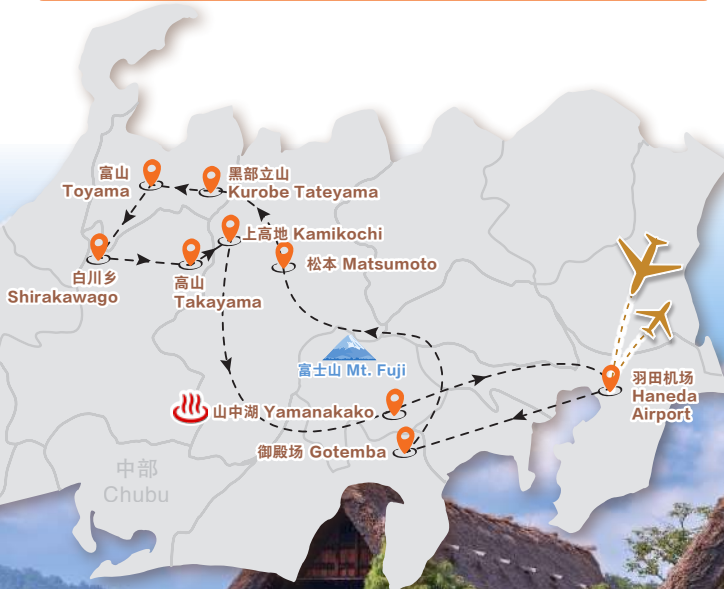 富山
Toyama
黑部立山
Kurobe Tateyama
上高地 Kamikochi
松本 Matsumoto
白川乡
Shirakawago
高山
Takayama
富士山 Mt. Fuji
羽田机场
Haneda
Airport
山中湖 Yamanakako
御殿场 Gotemba
中部
Chubu